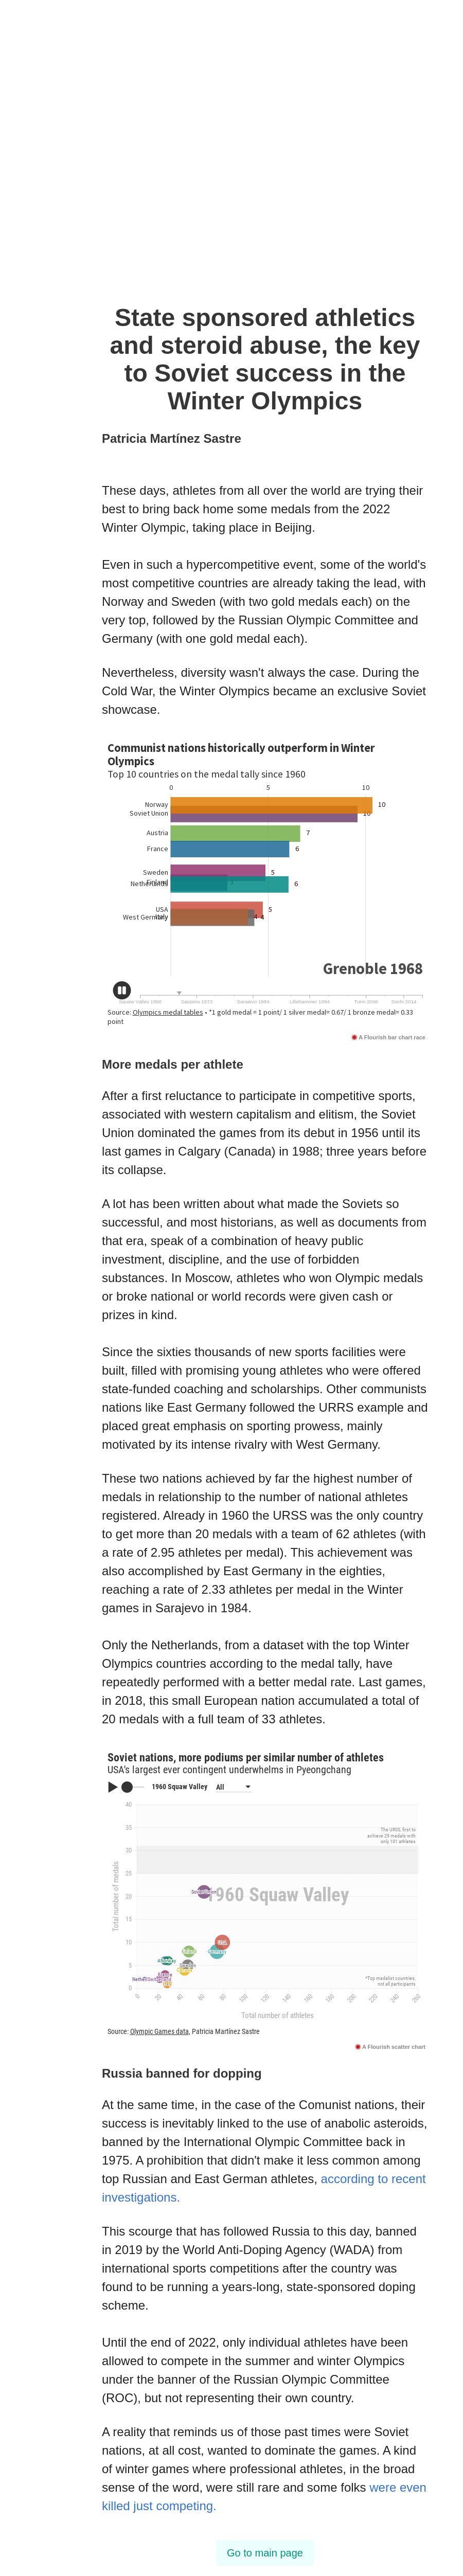 State sponsored athletics
and steroid abuse, the key
to Soviet success in the
Winter Olympics
Patricia Martínez Sastre
These days, athletes from all over the world are trying their
best to bring back home some medals from the 2022
Winter Olympic, taking place in Beijing.
Even in such a hypercompetitive event, some of the world's
most competitive countries are already taking the lead, with
Norway and Sweden (with two gold medals each) on the
very top, followed by the Russian Olympic Committee and
Germany (with one gold medal each).
Nevertheless, diversity wasn't always the case. During the
Cold War, the Winter Olympics became an exclusive Soviet
showcase.
Communist nations historically outperform in Winter
Olympics
Top 10 countries on the medal tally since 1960
0 5 10
Norway 10
Soviet Union 10
Austria 7
France 6
Sweden 5
Netherlands 6
USA 5
West Germany 4 4
Grenoble 1968
Squaw Valley 1960 Sapporo 1972 Sarajevo 1984 Lillehammer 1994 Turin 2006 Sochi 2014
Source: Olympics medal tables • *1 gold medal = 1 point/ 1 silver medal= 0.67/ 1 bronze medal= 0.33
point
A Flourish bar chart race
More medals per athlete
After a first reluctance to participate in competitive sports,
associated with western capitalism and elitism, the Soviet
Union dominated the games from its debut in 1956 until its
last games in Calgary (Canada) in 1988; three years before
its collapse.
A lot has been written about what made the Soviets so
successful, and most historians, as well as documents from
that era, speak of a combination of heavy public
investment, discipline, and the use of forbidden
substances. In Moscow, athletes who won Olympic medals
or broke national or world records were given cash or
prizes in kind.
Since the sixties thousands of new sports facilities were
built, filled with promising young athletes who were offered
state-funded coaching and scholarships. Other communists
nations like East Germany followed the URRS example and
placed great emphasis on sporting prowess, mainly
motivated by its intense rivalry with West Germany.
These two nations achieved by far the highest number of
medals in relationship to the number of national athletes
registered. Already in 1960 the URSS was the only country
to get more than 20 medals with a team of 62 athletes (with
a rate of 2.95 athletes per medal). This achievement was
also accomplished by East Germany in the eighties,
reaching a rate of 2.33 athletes per medal in the Winter
games in Sarajevo in 1984.
Only the Netherlands, from a dataset with the top Winter
Olympics countries according to the medal tally, have
repeatedly performed with a better medal rate. Last games,
in 2018, this small European nation accumulated a total of
20 medals with a full team of 33 athletes.
Soviet nations, more podiums per similar number of athletes
USA's largest ever contingent underwhelms in Pyeongchang
1960 Squaw Valley All
40
35
The URSS, first to
achieve 29 medals with
only 101 athletes
30
25
20
1960 Squaw Valley
15
10
5
0
*Top medalist countries,
not all participants
Total number of medals
0 20 40 60 80 100 120 140 160 180 200 220 240 260
Total number of athletes
Source: Olympic Games data, Patricia Martínez Sastre
A Flourish scatter chart
Russia banned for dopping
At the same time, in the case of the Comunist nations, their
success is inevitably linked to the use of anabolic asteroids,
banned by the International Olympic Committee back in
1975. A prohibition that didn't make it less common among
top Russian and East German athletes, according to recent
investigations.
This scourge that has followed Russia to this day, banned
in 2019 by the World Anti-Doping Agency (WADA) from
international sports competitions after the country was
found to be running a years-long, state-sponsored doping
scheme.
Until the end of 2022, only individual athletes have been
allowed to compete in the summer and winter Olympics
under the banner of the Russian Olympic Committee
(ROC), but not representing their own country.
A reality that reminds us of those past times were Soviet
nations, at all cost, wanted to dominate the games. A kind
of winter games where professional athletes, in the broad
sense of the word, were still rare and some folks were even
killed just competing.
Go to main page